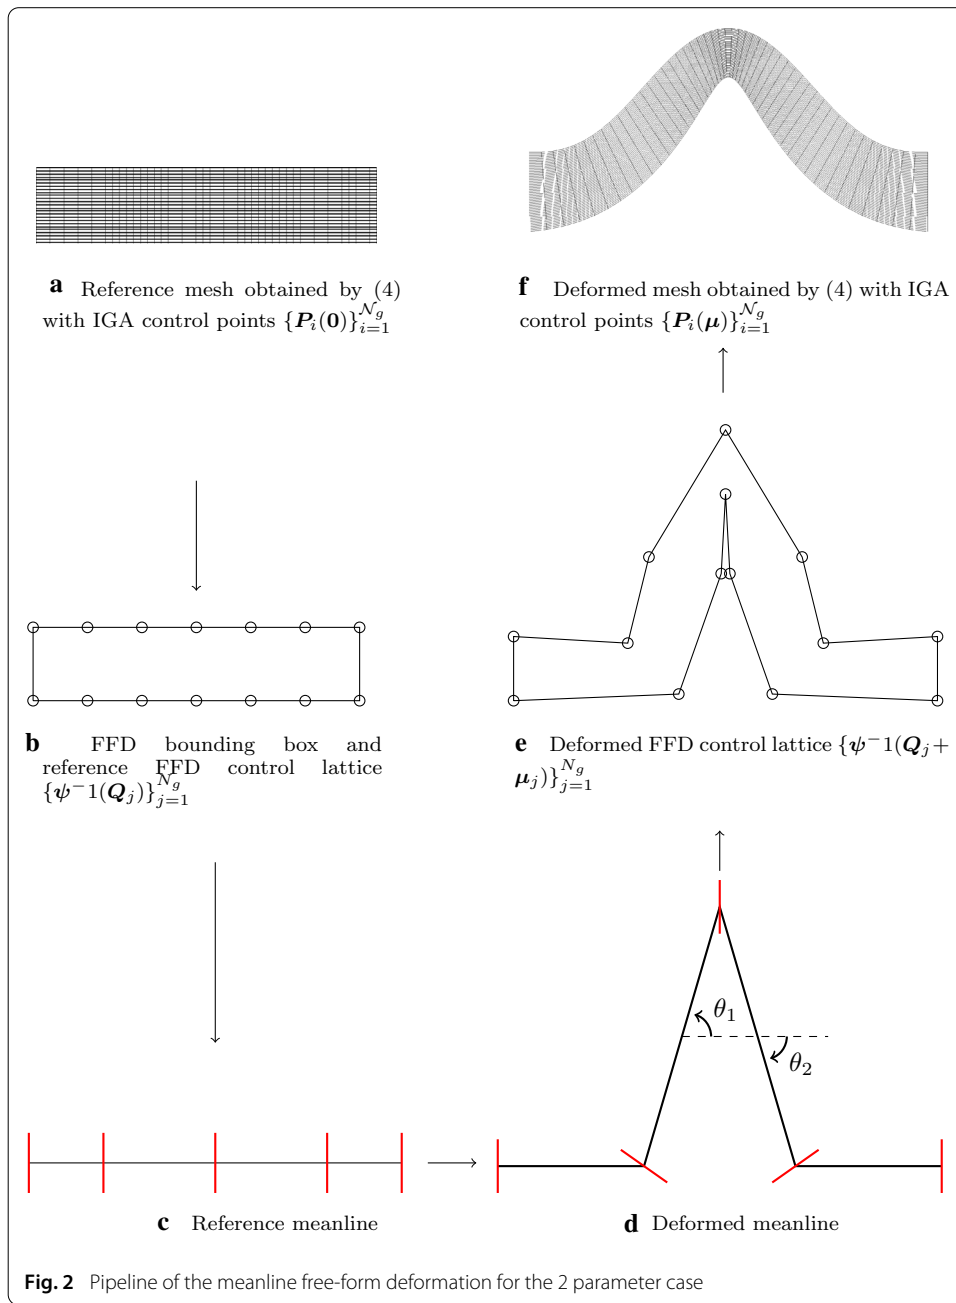 a Reference mesh obtained by (4)
with IGA control points {P_i(0)}_{i=1}^{𝒩_g}
f Deformed mesh obtained by (4) with IGA
control points {P_i(μ)}_{i=1}^{𝒩_g}
b FFD bounding box and
reference FFD control lattice
{ψ^−1(Q_j)}_{j=1}^{N_g}
e Deformed FFD control lattice {ψ^−1(Q_j+
μ_j)}_{j=1}^{N_g}
θ_1
θ_2
c Reference meanline
d Deformed meanline
Fig. 2 Pipeline of the meanline free-form deformation for the 2 parameter case